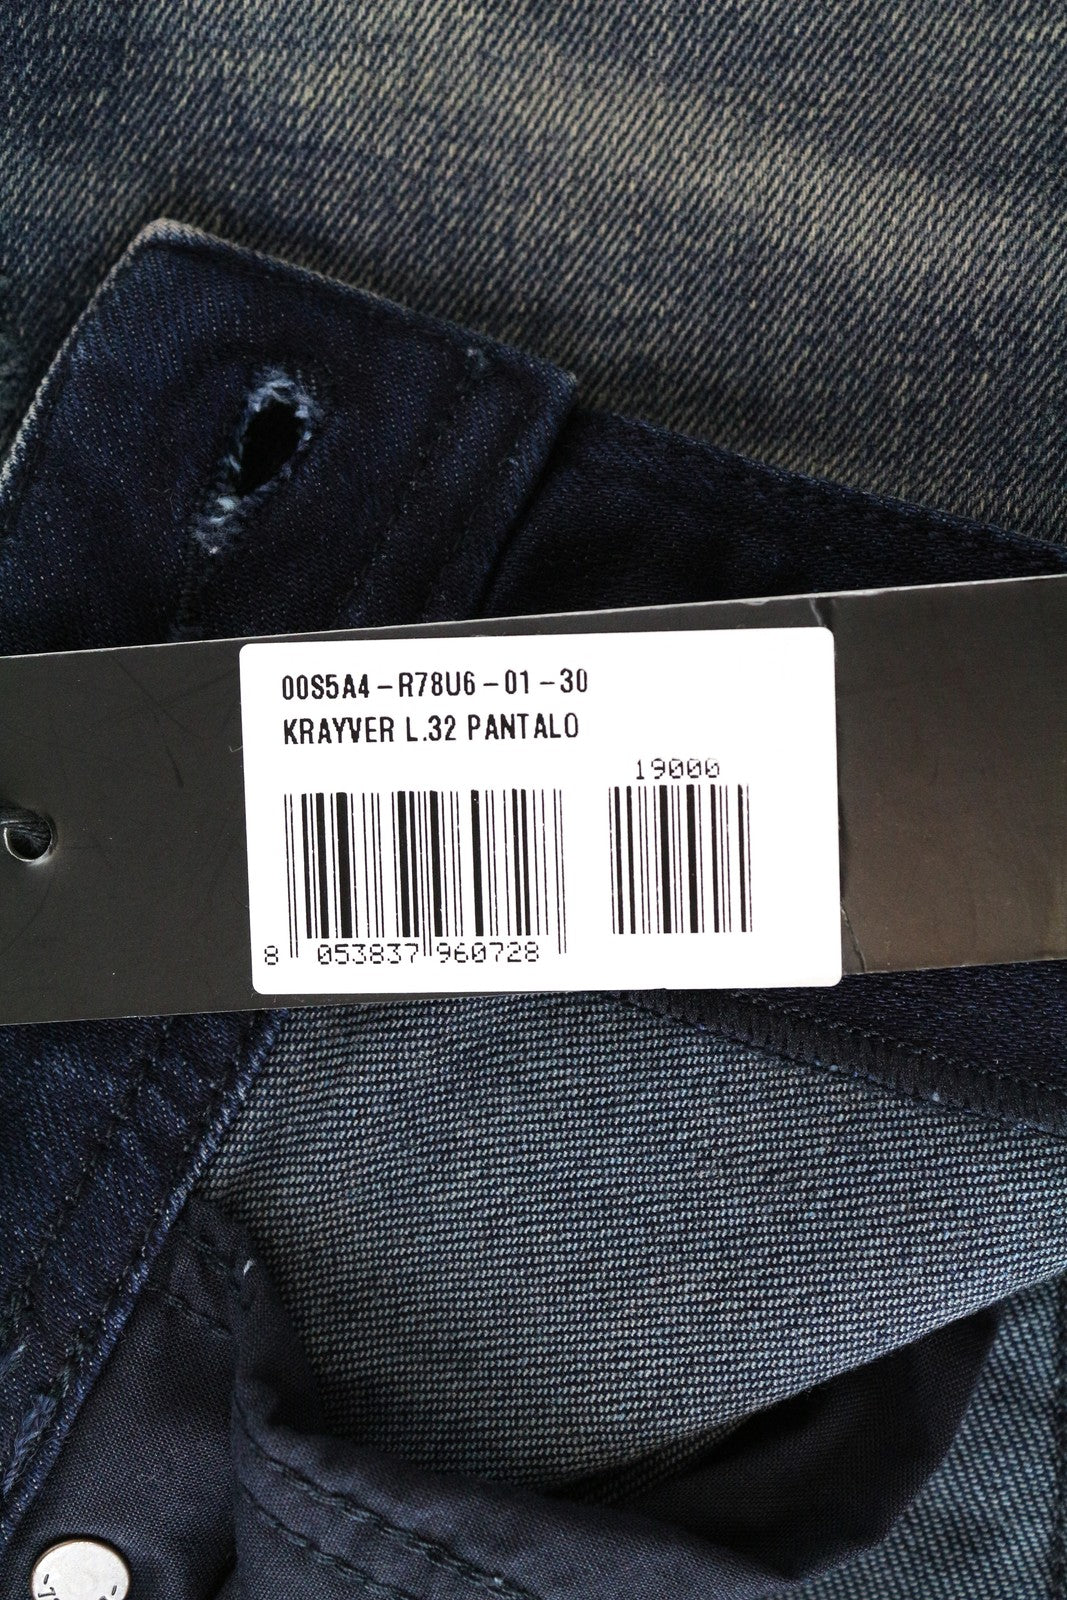 00S5A4-R78U6-01-30
KRAYVER L.32 PANTALO
19000
8 053837 960728